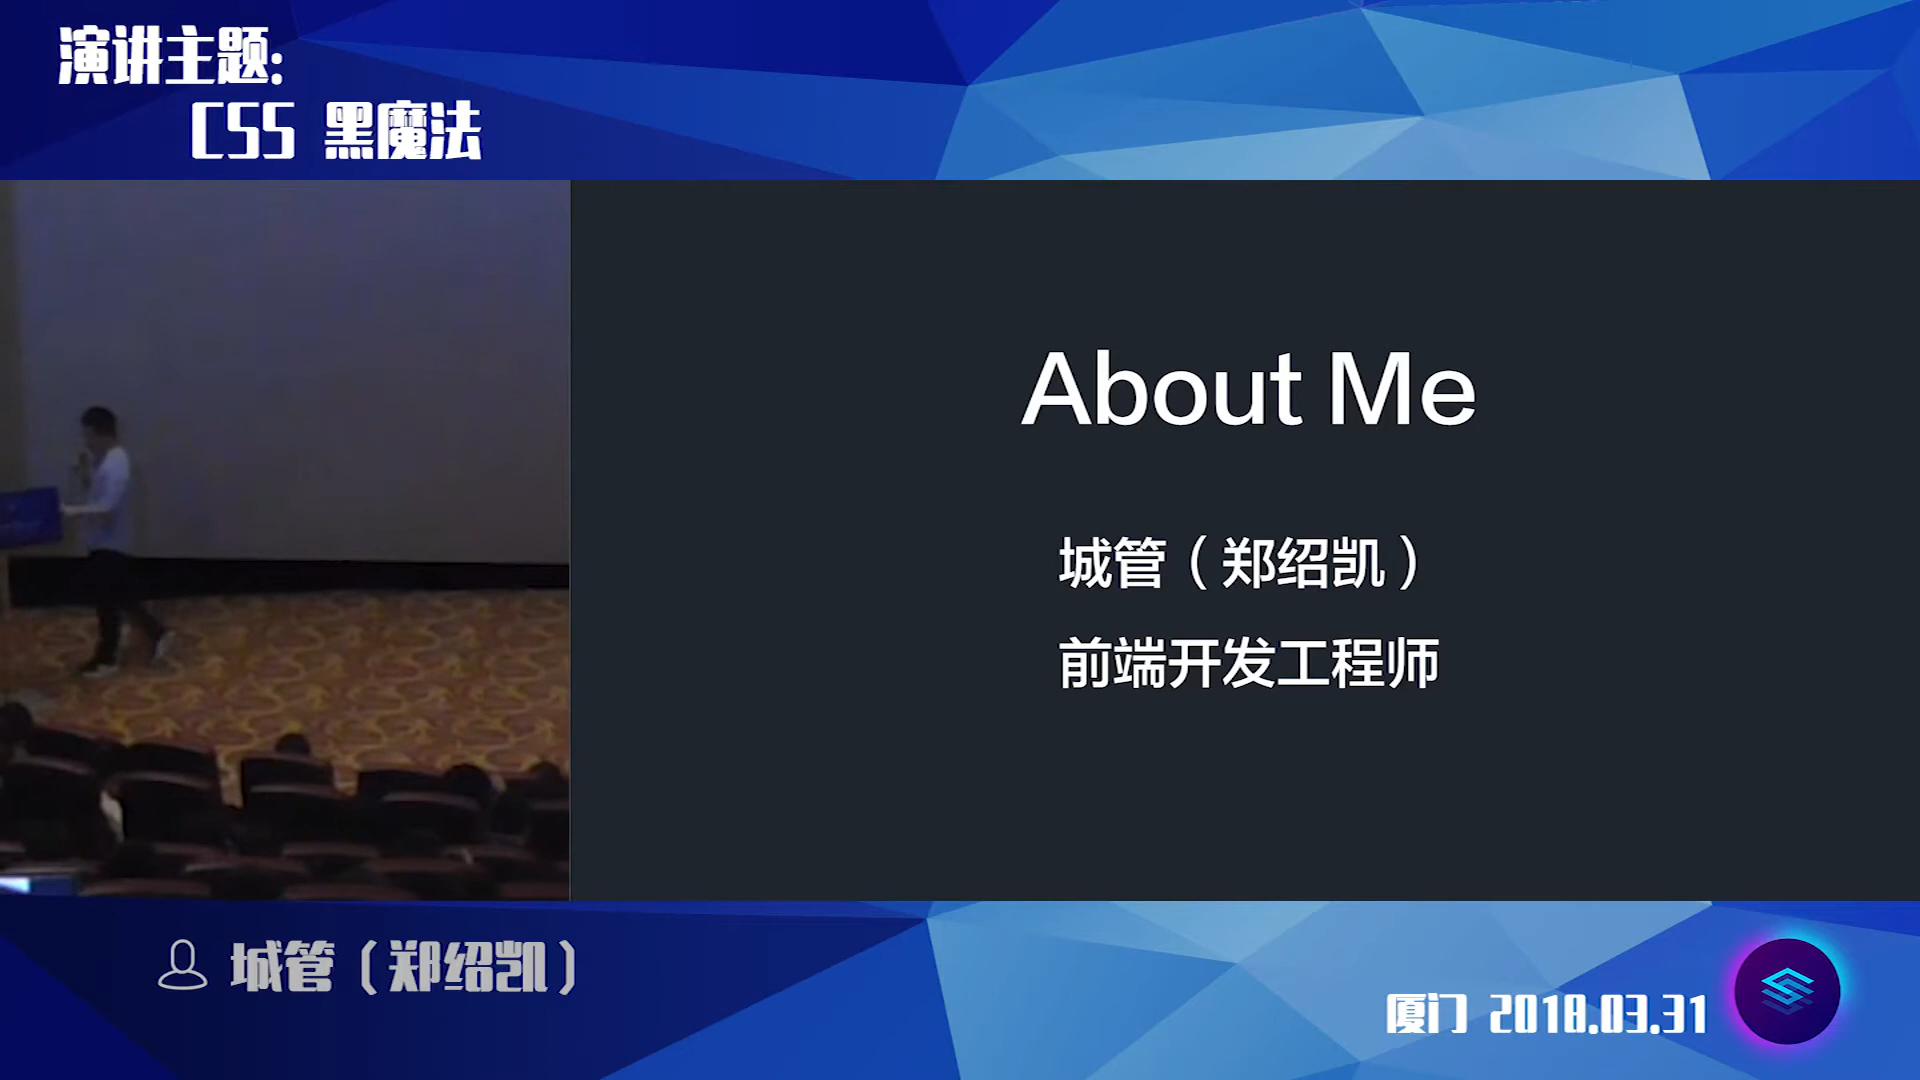 演讲主题:
CSS 黑魔法
About Me
城管（郑绍凯）
前端开发工程师
城管（郑绍凯）
厦门 2018.03.31